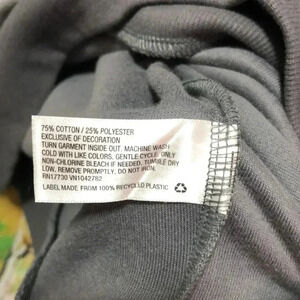 75% COTTON / 25% POLYESTER
EXCLUSIVE OF DECORATION
TURN GARMENT INSIDE OUT. MACHINE WASH
COLD WITH LIKE COLORS. GENTLE CYCLE. ONLY
NON-CHLORINE BLEACH IF NEEDED. TUMBLE DRY
LOW. REMOVE PROMPTLY. DO NOT IRON.
RN17730 VN1042782
LABEL MADE FROM 100% RECYCLED PLASTIC